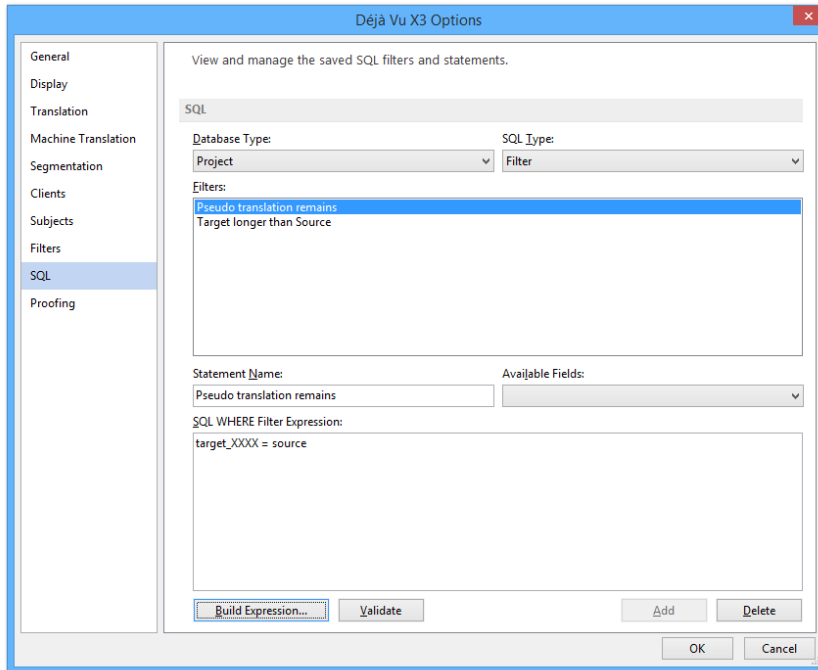 Déjà Vu X3 Options
General
Display
Translation
Machine Translation
Segmentation
Clients
Subjects
Filters
SQL
Proofing
View and manage the saved SQL filters and statements.
SQL
Database Type:
SQL Type:
Project
Filter
Filters:
Pseudo translation remains
Target longer than Source
Statement Name:
Available Fields:
Pseudo translation remains
SQL WHERE Filter Expression:
target_XXXX = source
Build Expression...
Validate
Add
Delete
OK
Cancel